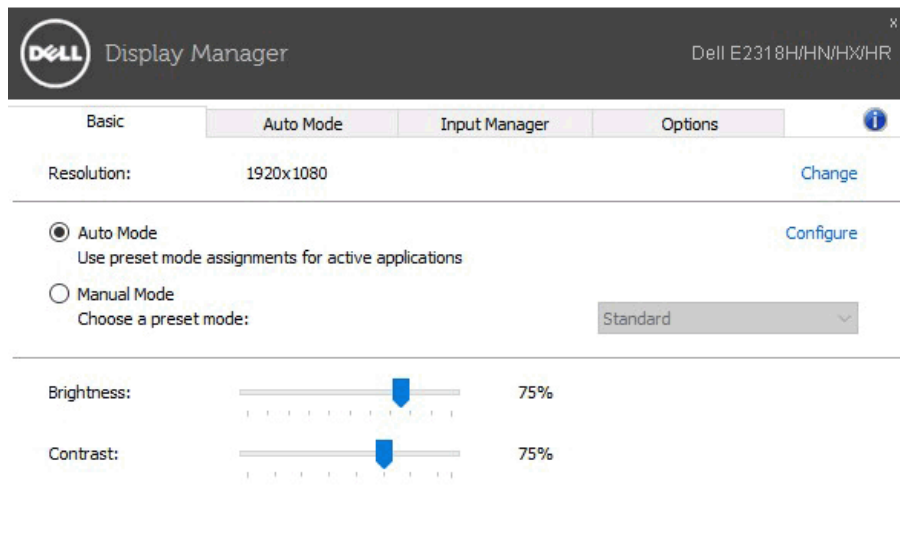 x
DELL Display Manager
Dell E2318H/HN/HX/HR
Basic Auto Mode Input Manager Options i
Resolution: 1920x1080 Change
Auto Mode Configure
Use preset mode assignments for active applications
Manual Mode
Choose a preset mode: Standard
Brightness: 75%
Contrast: 75%